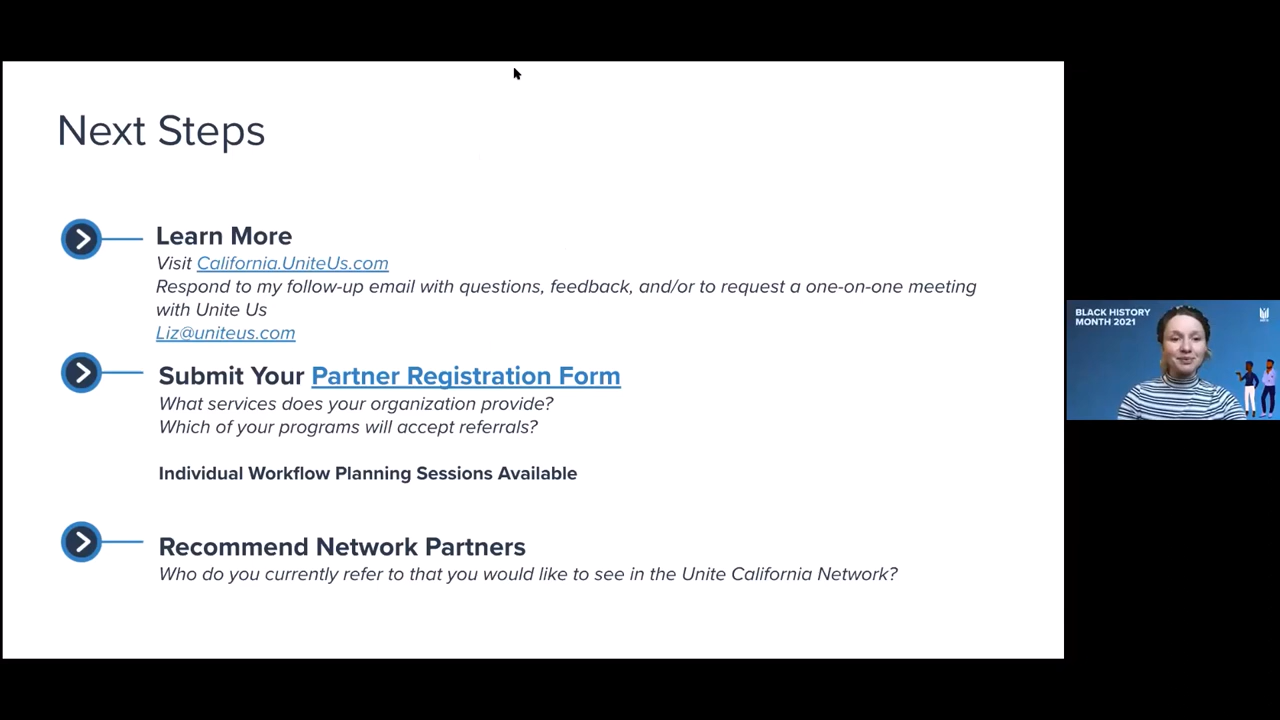 Next Steps
Learn More
Visit California.UniteUs.com
Respond to my follow-up email with questions, feedback, and/or to request a one-on-one meeting
with Unite Us
Liz@uniteus.com
Submit Your Partner Registration Form
What services does your organization provide?
Which of your programs will accept referrals?
Individual Workflow Planning Sessions Available
Recommend Network Partners
Who do you currently refer to that you would like to see in the Unite California Network?
BLACK HISTORY
MONTH 2021